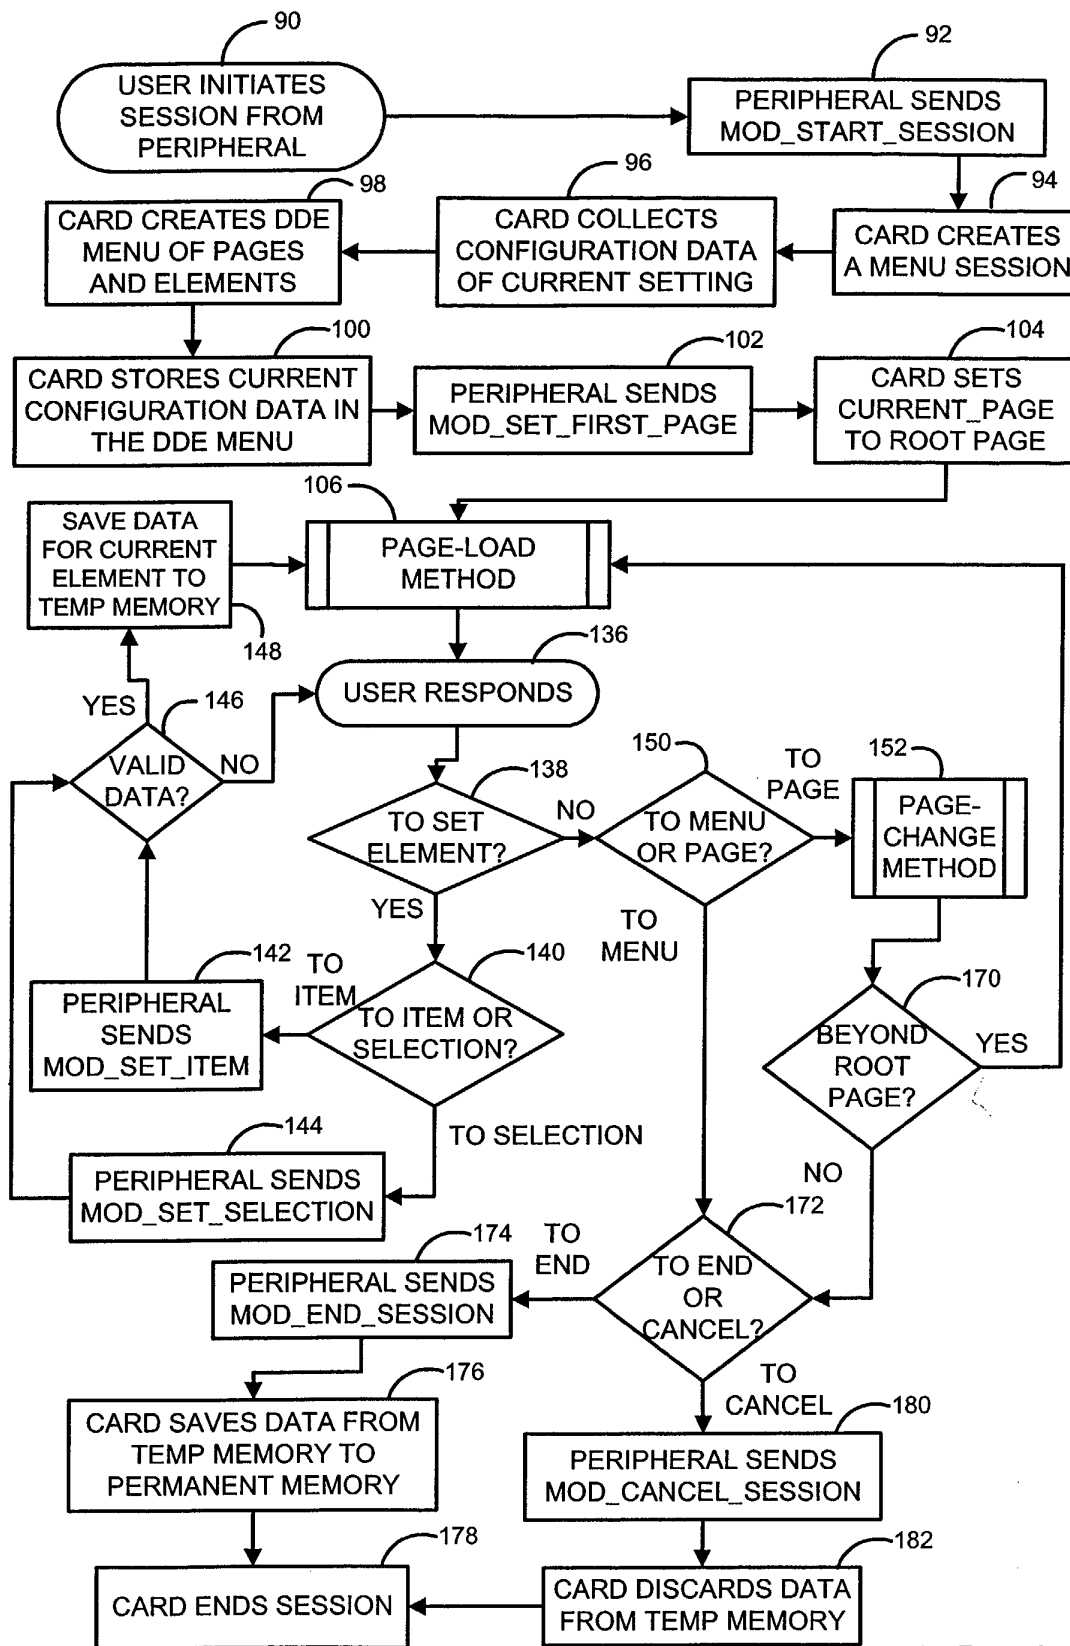 90
USER INITIATES
SESSION FROM
PERIPHERAL
92
PERIPHERAL SENDS
MOD_START_SESSION
94
CARD CREATES
A MENU SESSION
96
CARD COLLECTS
CONFIGURATION DATA
OF CURRENT SETTING
98
CARD CREATES DDE
MENU OF PAGES
AND ELEMENTS
100
CARD STORES CURRENT
CONFIGURATION DATA IN
THE DDE MENU
102
PERIPHERAL SENDS
MOD_SET_FIRST_PAGE
104
CARD SETS
CURRENT_PAGE
TO ROOT PAGE
106
PAGE-LOAD
METHOD
SAVE DATA
FOR CURRENT
ELEMENT TO
TEMP MEMORY
148
136
USER RESPONDS
YES
146
VALID
DATA?
NO
138
TO SET
ELEMENT?
NO
YES
150
TO MENU
OR PAGE?
TO
PAGE
TO
MENU
152
PAGE-
CHANGE
METHOD
140
TO ITEM OR
SELECTION?
TO
ITEM
142
PERIPHERAL
SENDS
MOD_SET_ITEM
TO SELECTION
144
PERIPHERAL SENDS
MOD_SET_SELECTION
170
BEYOND
ROOT
PAGE?
YES
NO
172
TO END
OR
CANCEL?
TO
END
174
PERIPHERAL SENDS
MOD_END_SESSION
176
CARD SAVES DATA FROM
TEMP MEMORY TO
PERMANENT MEMORY
TO
CANCEL
180
PERIPHERAL SENDS
MOD_CANCEL_SESSION
178
CARD ENDS SESSION
182
CARD DISCARDS DATA
FROM TEMP MEMORY